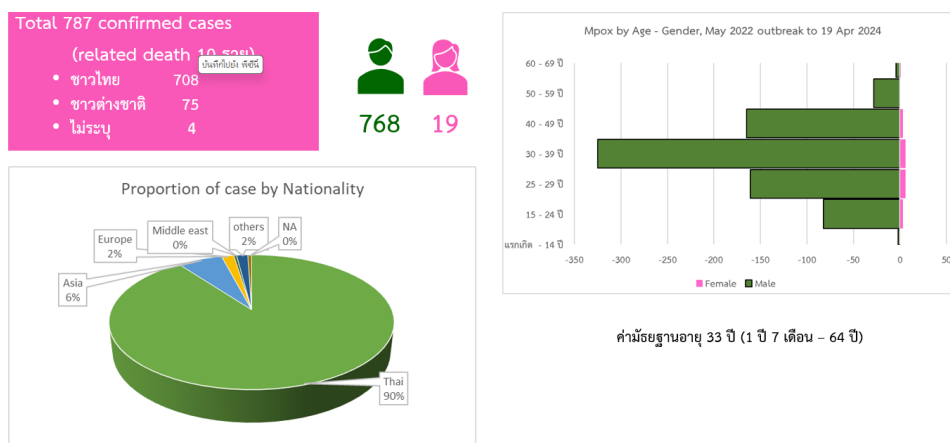 Total 787 confirmed cases
(related death 10 ราย)
บันทึกไปยัง พีซีนี้
• ชาวไทย 708
• ชาวต่างชาติ 75
• ไม่ระบุ 4
768 19
Proportion of case by Nationality
Middle east
0%
others
2%
NA
0%
Europe
2%
Asia
6%
Thai
90%
Mpox by Age - Gender, May 2022 outbreak to 19 Apr 2024
60 - 69 ปี
50 - 59 ปี
40 - 49 ปี
30 - 39 ปี
25 - 29 ปี
15 - 24 ปี
แรกเกิด - 14 ปี
-350 -300 -250 -200 -150 -100 -50 0 50
Female Male
ค่ามัธยฐานอายุ 33 ปี (1 ปี 7 เดือน – 64 ปี)